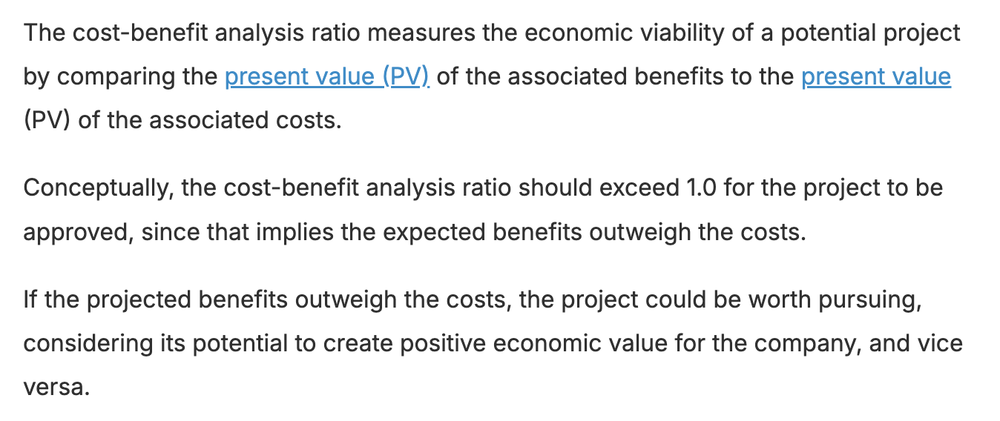 The cost-benefit analysis ratio measures the economic viability of a potential project
by comparing the present value (PV) of the associated benefits to the present value
(PV) of the associated costs.
Conceptually, the cost-benefit analysis ratio should exceed 1.0 for the project to be
approved, since that implies the expected benefits outweigh the costs.
If the projected benefits outweigh the costs, the project could be worth pursuing,
considering its potential to create positive economic value for the company, and vice
versa.